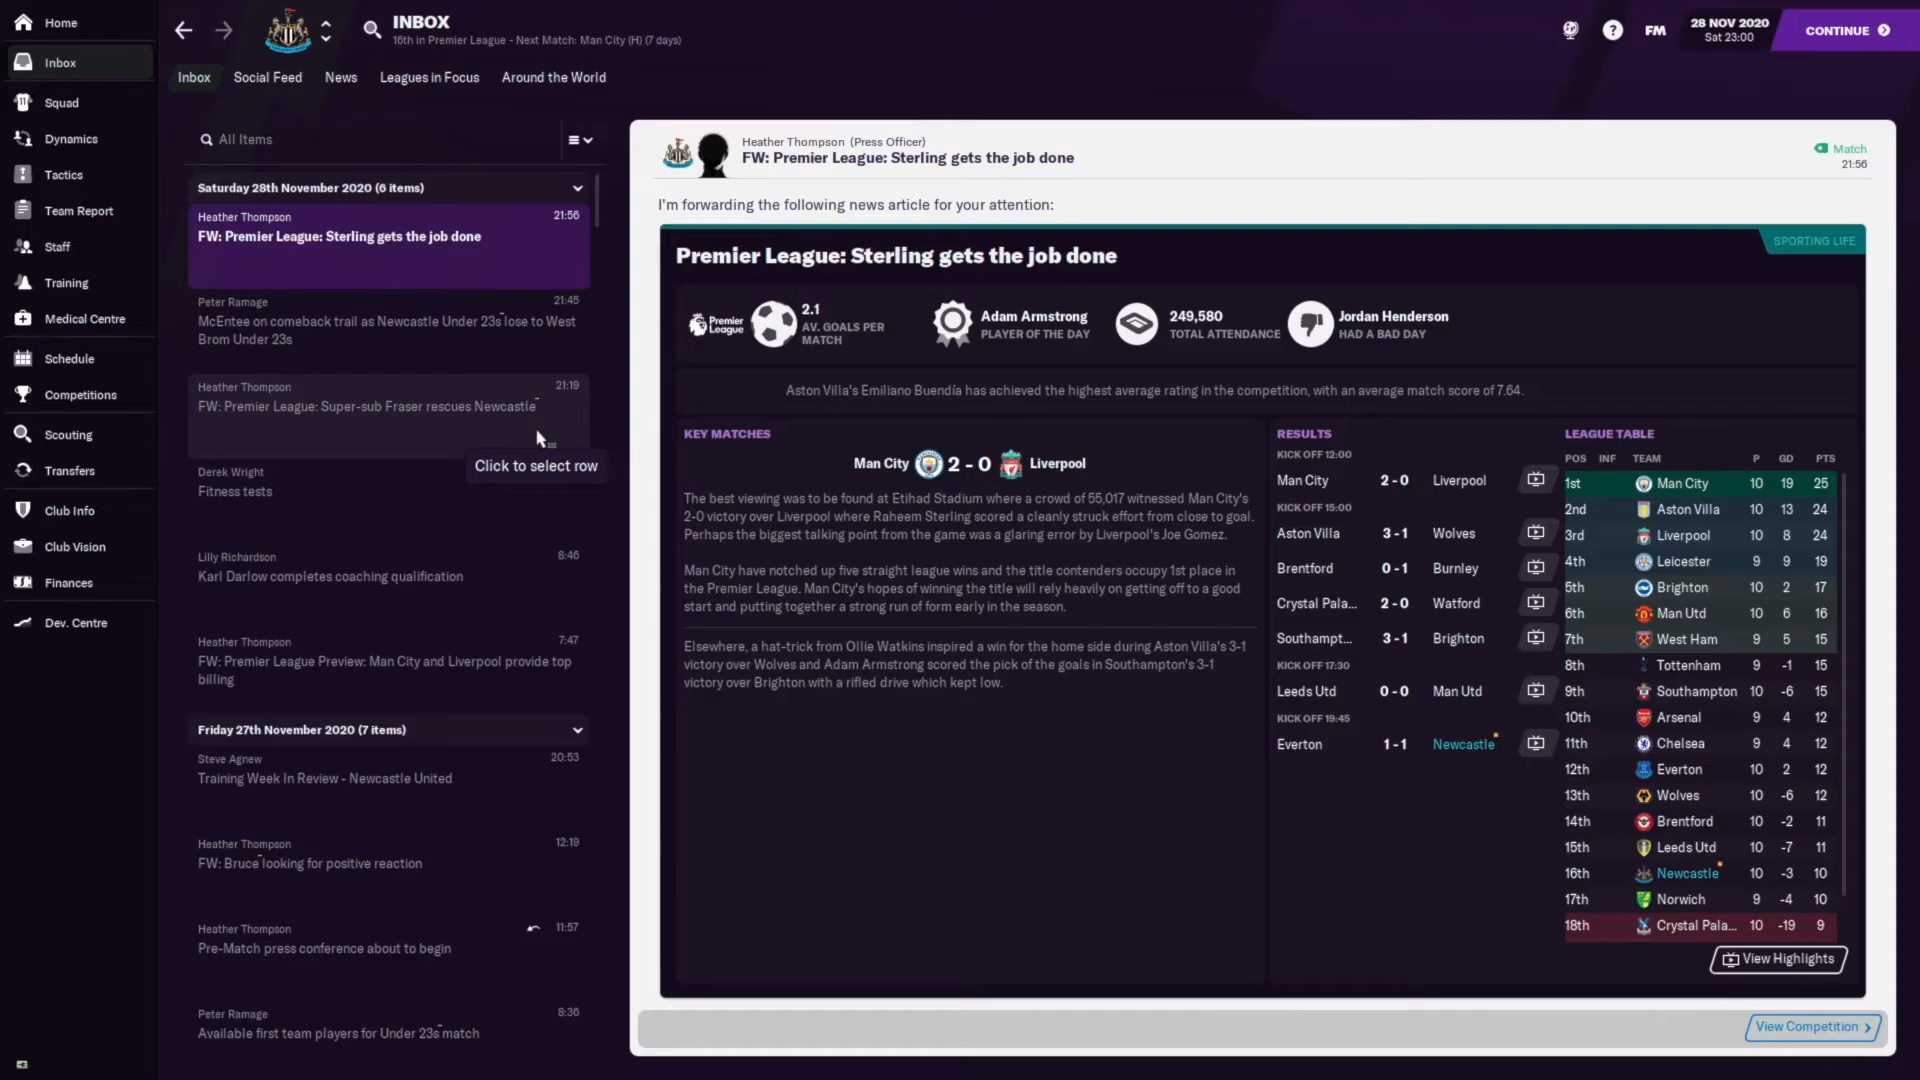 Home
INBOX
16th in Premier League - Next Match: Man City (H) (7 days)
FM
28 NOV 2020
Sat 23:00
CONTINUE
Inbox
Squad
Dynamics
Tactics
Team Report
Staff
Training
Medical Centre
Schedule
Competitions
Scouting
Transfers
Club Info
Club Vision
Finances
Dev. Centre
Inbox Social Feed News Leagues in Focus Around the World
All Items
Saturday 28th November 2020 (6 items)
Heather Thompson 21:56
FW: Premier League: Sterling gets the job done
Peter Ramage 21:45
McEntee on comeback trail as Newcastle Under 23s lose to West
Brom Under 23s
Heather Thompson 21:19
FW: Premier League: Super-sub Fraser rescues Newcastle
Click to select row
Derek Wright
Fitness tests
Lilly Richardson 8:46
Karl Darlow completes coaching qualification
Heather Thompson 7:47
FW: Premier League Preview: Man City and Liverpool provide top
billing
Friday 27th November 2020 (7 items)
Steve Agnew 20:53
Training Week In Review - Newcastle United
Heather Thompson 12:19
FW: Bruce looking for positive reaction
Heather Thompson 11:57
Pre-Match press conference about to begin
Peter Ramage 8:36
Available first team players for Under 23s match
Heather Thompson (Press Officer)
FW: Premier League: Sterling gets the job done
Match
21:56
I'm forwarding the following news article for your attention:
SPORTING LIFE
Premier League: Sterling gets the job done
Premier
League
2.1
AV. GOALS PER
MATCH
Adam Armstrong
PLAYER OF THE DAY
249,580
TOTAL ATTENDANCE
Jordan Henderson
HAD A BAD DAY
Aston Villa's Emiliano Buendía has achieved the highest average rating in the competition, with an average match score of 7.64.
KEY MATCHES
Man City 2 - 0 Liverpool
The best viewing was to be found at Etihad Stadium where a crowd of 55,017 witnessed Man City's
2-0 victory over Liverpool where Raheem Sterling scored a cleanly struck effort from close to goal.
Perhaps the biggest talking point from the game was a glaring error by Liverpool's Joe Gomez.
Man City have notched up five straight league wins and the title contenders occupy 1st place in
the Premier League. Man City's hopes of winning the title will rely heavily on getting off to a good
start and putting together a strong run of form early in the season.
Elsewhere, a hat-trick from Ollie Watkins inspired a win for the home side during Aston Villa's 3-1
victory over Wolves and Adam Armstrong scored the pick of the goals in Southampton's 3-1
victory over Brighton with a rifled drive which kept low.
RESULTS
KICK OFF 12:00
Man City 2 - 0 Liverpool
KICK OFF 15:00
Aston Villa 3 - 1 Wolves
Brentford 0 - 1 Burnley
Crystal Pala... 2 - 0 Watford
Southampt... 3 - 1 Brighton
KICK OFF 17:30
Leeds Utd 0 - 0 Man Utd
KICK OFF 19:45
Everton 1 - 1 Newcastle
LEAGUE TABLE
POS INF TEAM P GD PTS
1st Man City 10 19 25
2nd Aston Villa 10 13 24
3rd Liverpool 10 8 24
4th Leicester 9 9 19
5th Brighton 10 2 17
6th Man Utd 10 6 16
7th West Ham 9 5 15
8th Tottenham 9 -1 15
9th Southampton 10 -6 15
10th Arsenal 9 4 12
11th Chelsea 9 4 12
12th Everton 10 2 12
13th Wolves 10 -6 12
14th Brentford 10 -2 11
15th Leeds Utd 10 -7 11
16th Newcastle 10 -3 10
17th Norwich 9 -4 10
18th Crystal Pala... 10 -19 9
View Highlights
View Competition